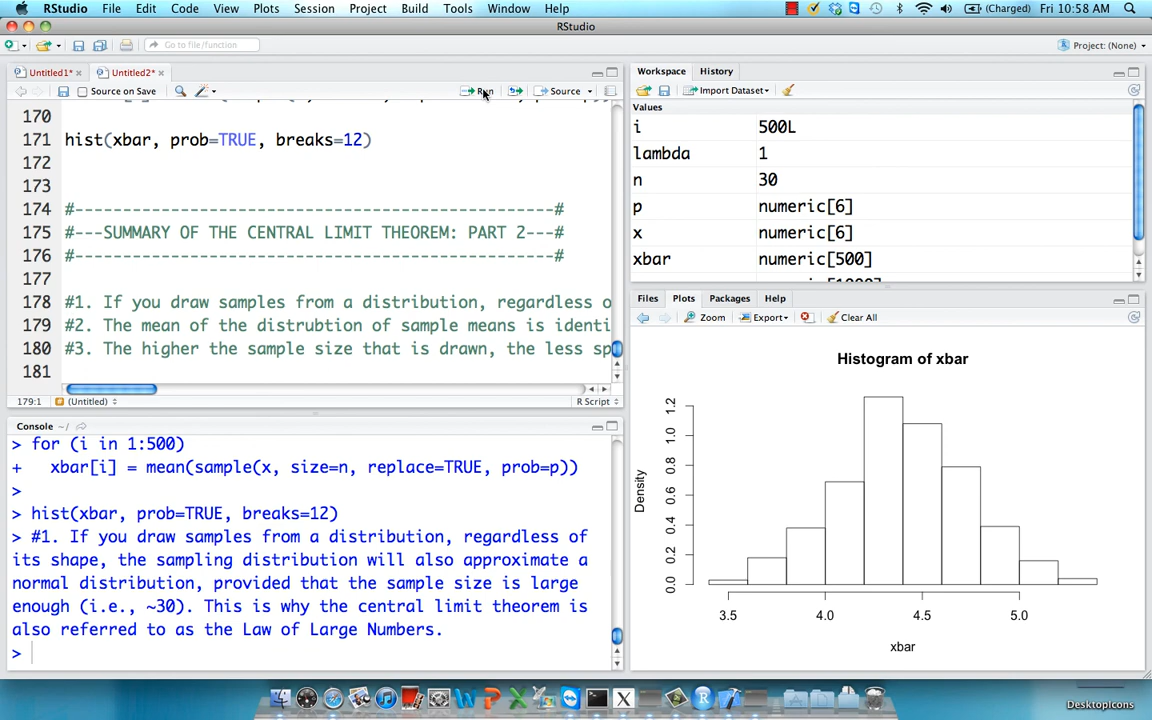 RStudio File Edit Code View Plots Session Project Build Tools Window Help (Charged) Fri 10:58 AM
RStudio
Go to file/function Project: (None)
Untitled1* Untitled2*
Source on Save Run Source
170
171 hist(xbar, prob=TRUE, breaks=12)
172
173
174 #--------------------------------------------------#
175 #---SUMMARY OF THE CENTRAL LIMIT THEOREM: PART 2---#
176 #--------------------------------------------------#
177
178 #1. If you draw samples from a distribution, regardless o
179 #2. The mean of the distrubtion of sample means is identi
180 #3. The higher the sample size that is drawn, the less sp
181
179:1 (Untitled) R Script
Console ~/
> for (i in 1:500)
+ xbar[i] = mean(sample(x, size=n, replace=TRUE, prob=p))
>
> hist(xbar, prob=TRUE, breaks=12)
> #1. If you draw samples from a distribution, regardless of
its shape, the sampling distribution will also approximate a
normal distribution, provided that the sample size is large
enough (i.e., ~30). This is why the central limit theorem is
also referred to as the Law of Large Numbers.
>
Workspace History
Import Dataset
Values
i 500L
lambda 1
n 30
p numeric[6]
x numeric[6]
xbar numeric[500]
Files Plots Packages Help
Zoom Export Clear All
Histogram of xbar
Density
1.2
1.0
0.8
0.6
0.4
0.2
0.0
3.5 4.0 4.5 5.0
xbar
DesktopIcons